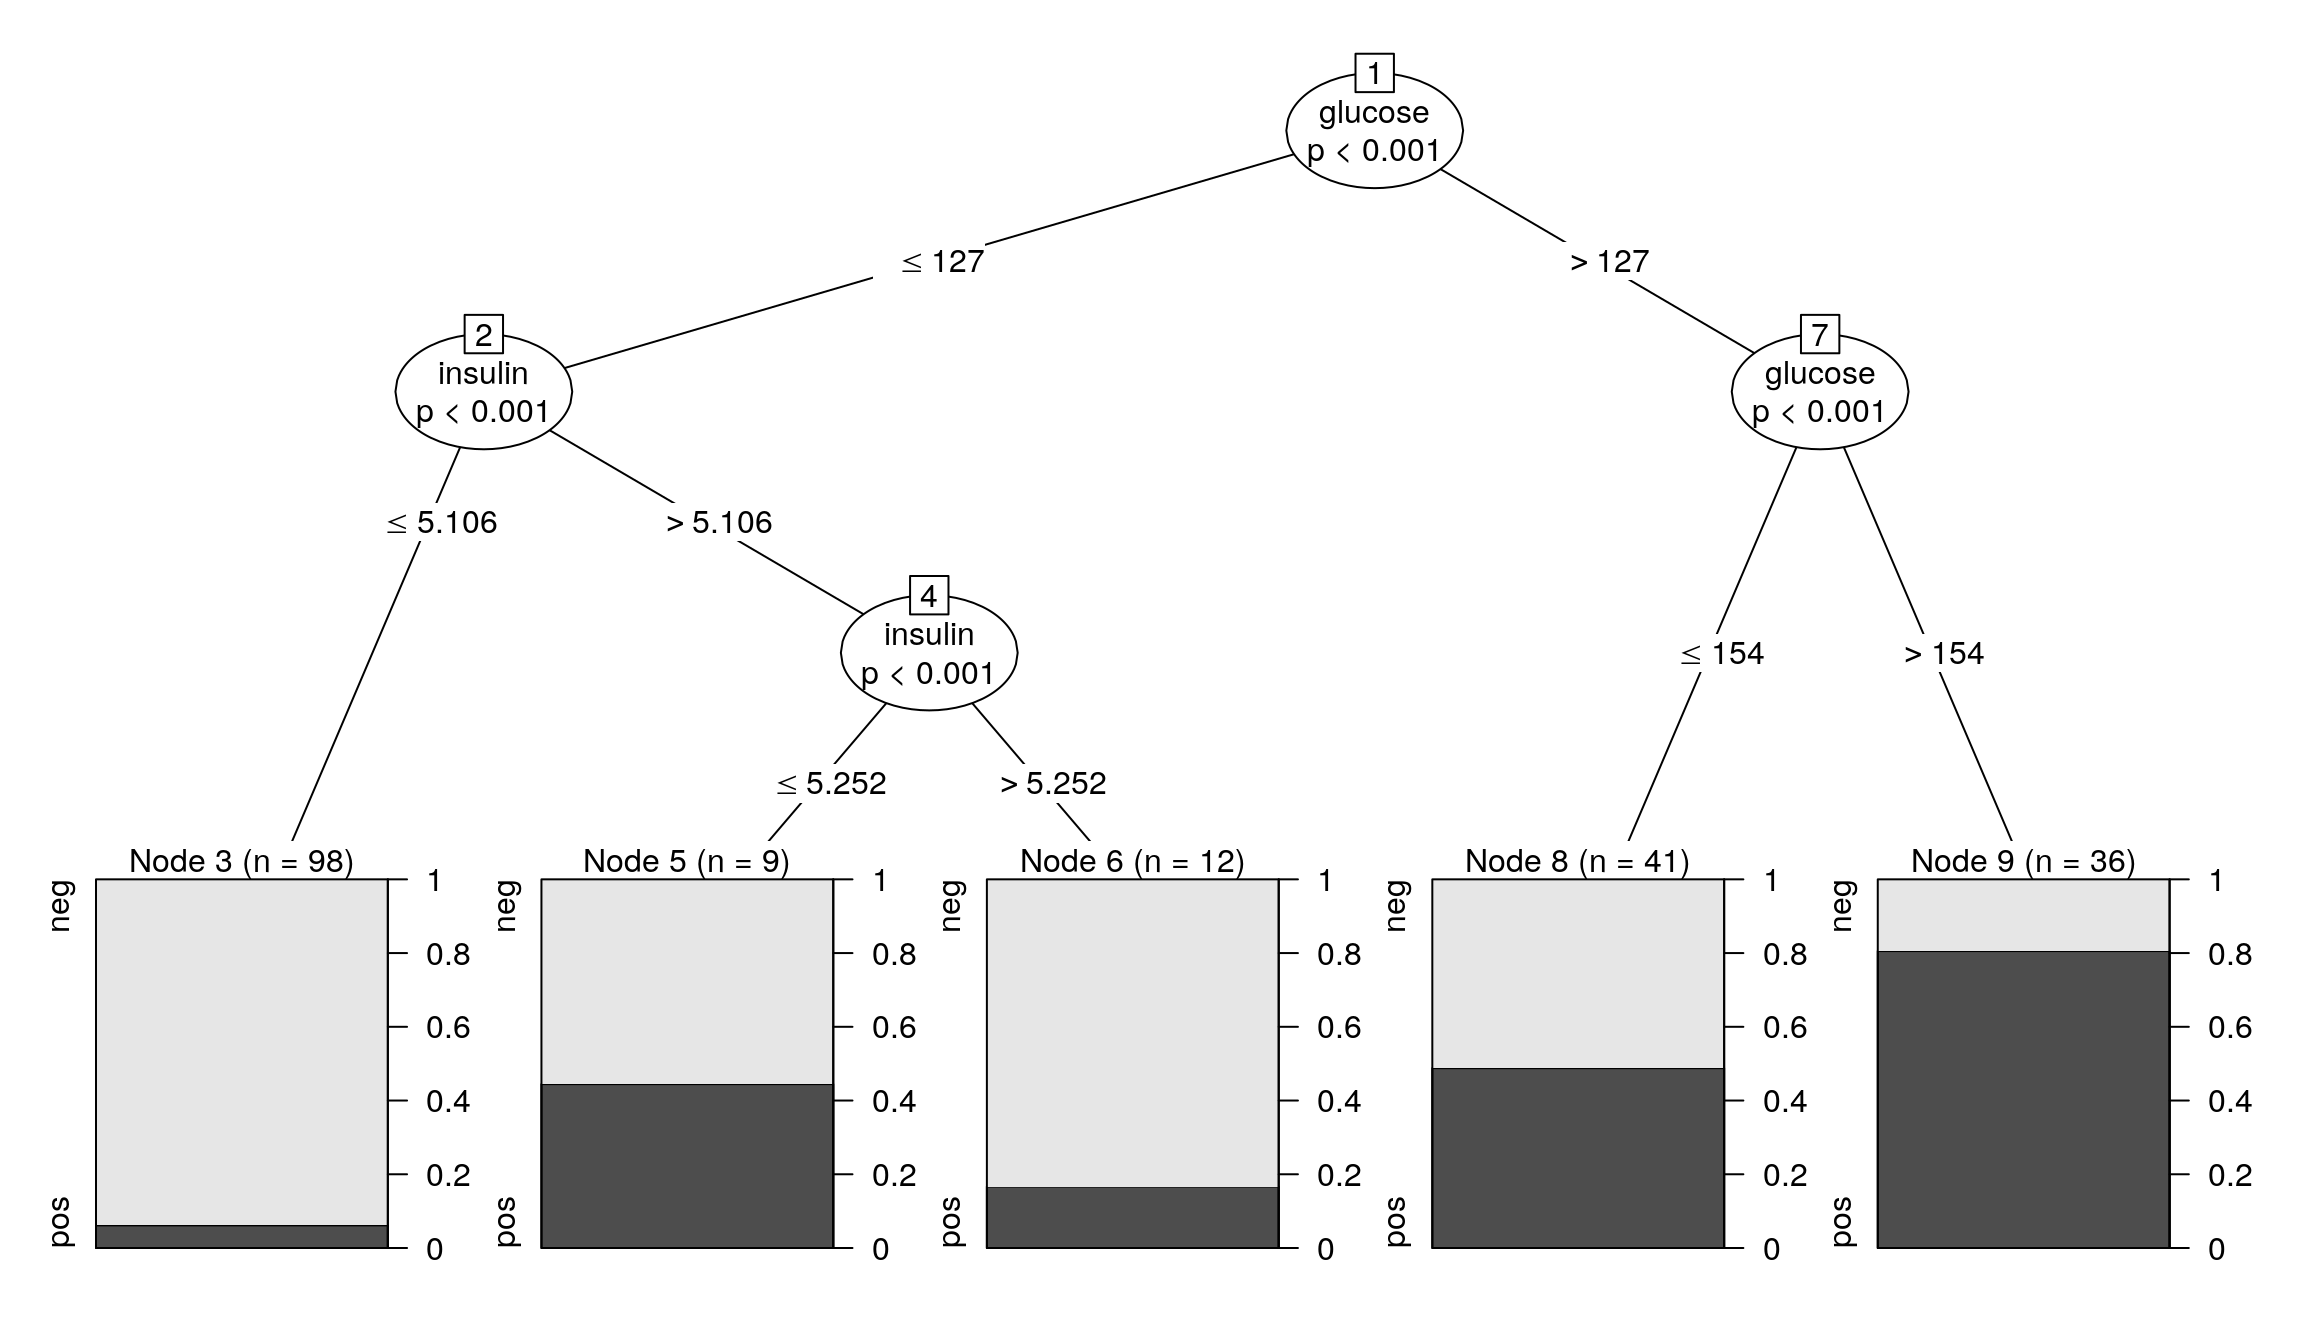 1
glucose
p < 0.001
≤ 127
> 127
2
insulin
p < 0.001
7
glucose
p < 0.001
≤ 5.106
> 5.106
4
insulin
p < 0.001
≤ 154
> 154
≤ 5.252
> 5.252
Node 3 (n = 98)
neg
pos
1
0.8
0.6
0.4
0.2
0
Node 5 (n = 9)
neg
pos
1
0.8
0.6
0.4
0.2
0
Node 6 (n = 12)
neg
pos
1
0.8
0.6
0.4
0.2
0
Node 8 (n = 41)
neg
pos
1
0.8
0.6
0.4
0.2
0
Node 9 (n = 36)
neg
pos
1
0.8
0.6
0.4
0.2
0